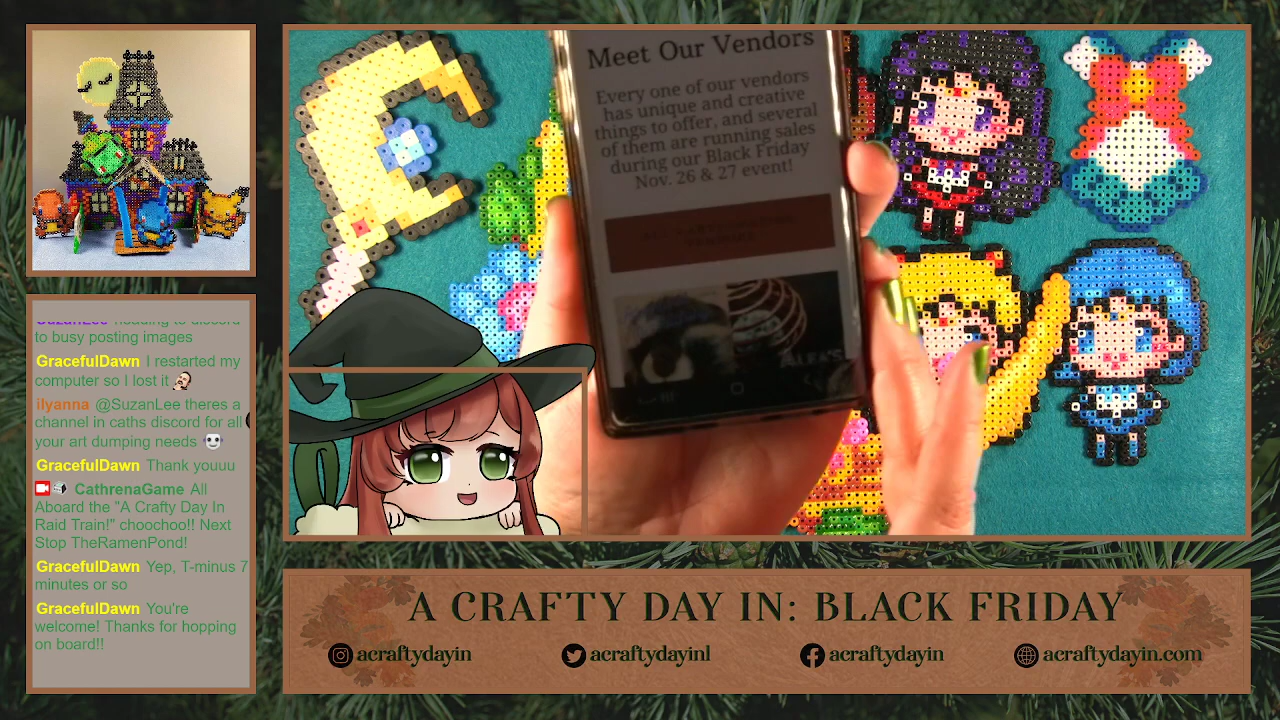 SuzanLee heading to discord
to busy posting images
GracefulDawn I restarted my
computer so I lost it
ilyanna @SuzanLee theres a
channel in caths discord for all
your art dumping needs
GracefulDawn Thank youuu
CathrenaGame All
Aboard the "A Crafty Day In
Raid Train!" choochoo!! Next
Stop TheRamenPond!
GracefulDawn Yep, T-minus 7
minutes or so
GracefulDawn You're
welcome! Thanks for hopping
on board!!
Meet Our Vendors
Every one of our vendors
has unique and creative
things to offer, and several
of them are running sales
during our Black Friday
Nov. 26 & 27 event!
A CRAFTY DAY IN: BLACK FRIDAY
acraftydayin
acraftydayin1
acraftydayin
acraftydayin.com